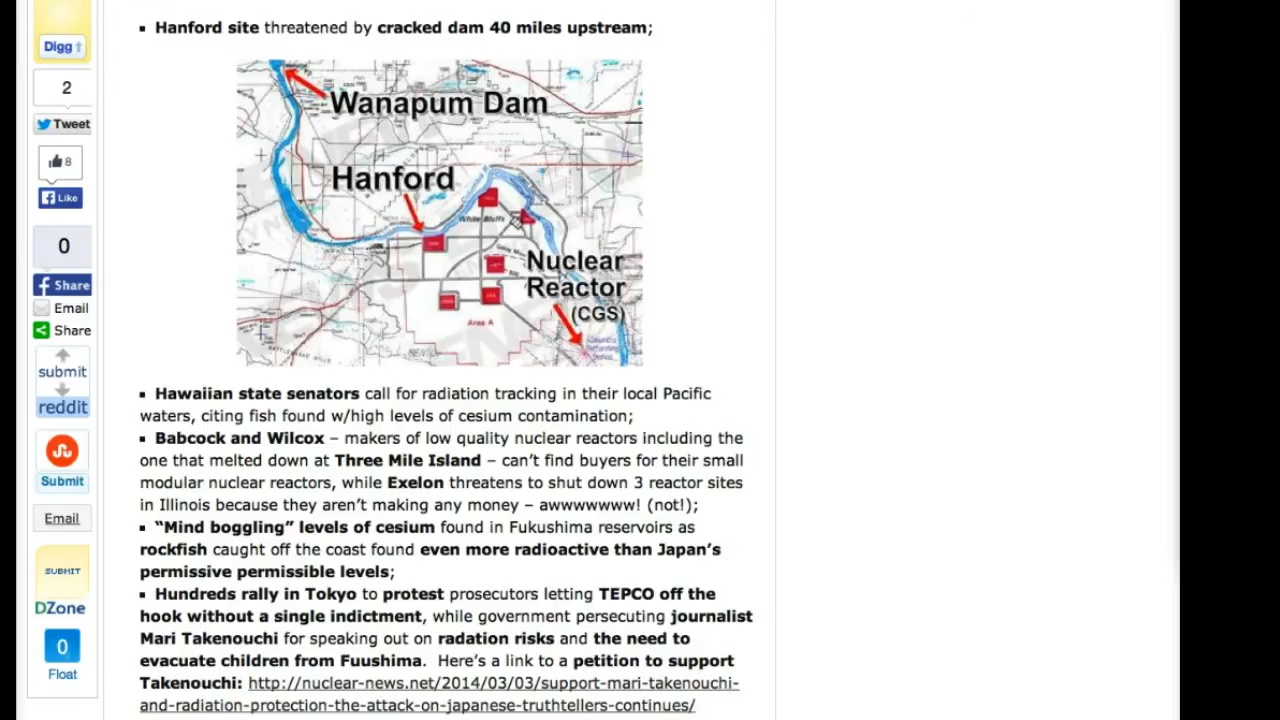 Digg
2
Tweet
8
Like
0
Share
Email
Share
submit
reddit
Submit
Email
SUBMIT
DZone
0
Float
▪ Hanford site threatened by cracked dam 40 miles upstream;
Wanapum Dam
Hanford
White Bluffs
Nuclear
Reactor
(CGS)
Area A
▪ Hawaiian state senators call for radiation tracking in their local Pacific
waters, citing fish found w/high levels of cesium contamination;
▪ Babcock and Wilcox – makers of low quality nuclear reactors including the
one that melted down at Three Mile Island – can’t find buyers for their small
modular nuclear reactors, while Exelon threatens to shut down 3 reactor sites
in Illinois because they aren’t making any money – awwwwwww! (not!);
▪ “Mind boggling” levels of cesium found in Fukushima reservoirs as
rockfish caught off the coast found even more radioactive than Japan’s
permissive permissible levels;
▪ Hundreds rally in Tokyo to protest prosecutors letting TEPCO off the
hook without a single indictment, while government persecuting journalist
Mari Takenouchi for speaking out on radation risks and the need to
evacuate children from Fuushima.  Here’s a link to a petition to support
Takenouchi: http://nuclear-news.net/2014/03/03/support-mari-takenouchi-
and-radiation-protection-the-attack-on-japanese-truthtellers-continues/